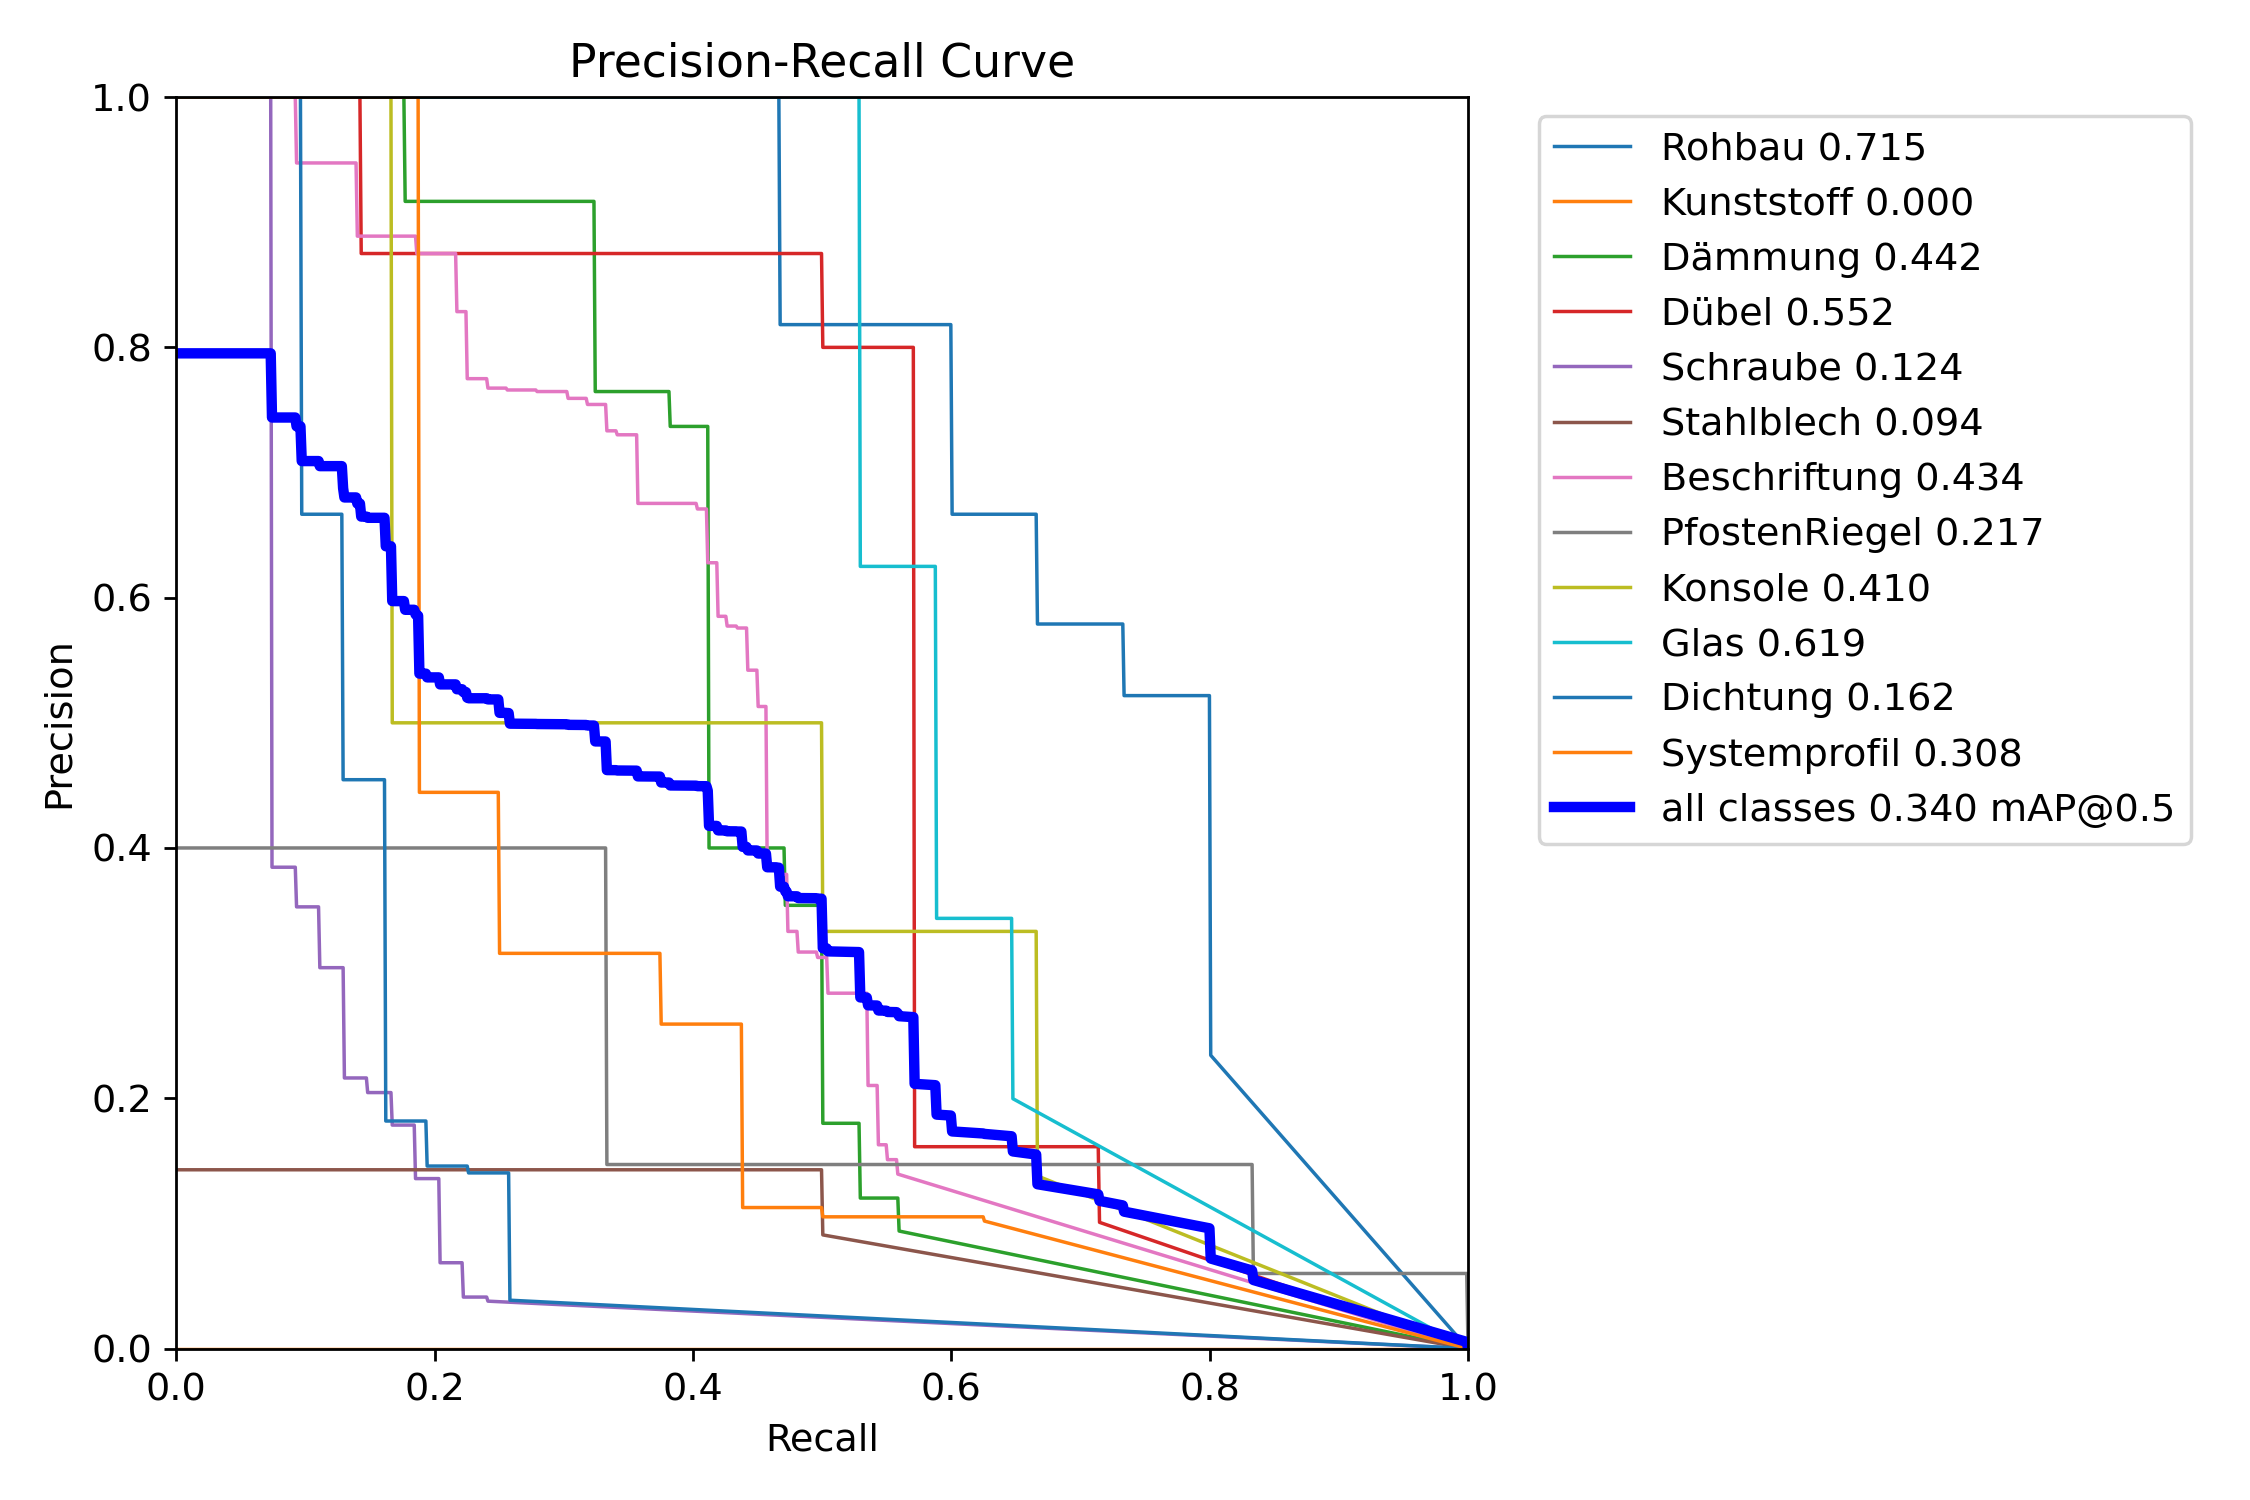 Precision-Recall Curve
1.0
0.8
0.6
0.4
0.2
0.0
Precision
0.0 0.2 0.4 0.6 0.8 1.0
Recall
Rohbau 0.715
Kunststoff 0.000
Dämmung 0.442
Dübel 0.552
Schraube 0.124
Stahlblech 0.094
Beschriftung 0.434
PfostenRiegel 0.217
Konsole 0.410
Glas 0.619
Dichtung 0.162
Systemprofil 0.308
all classes 0.340 mAP@0.5